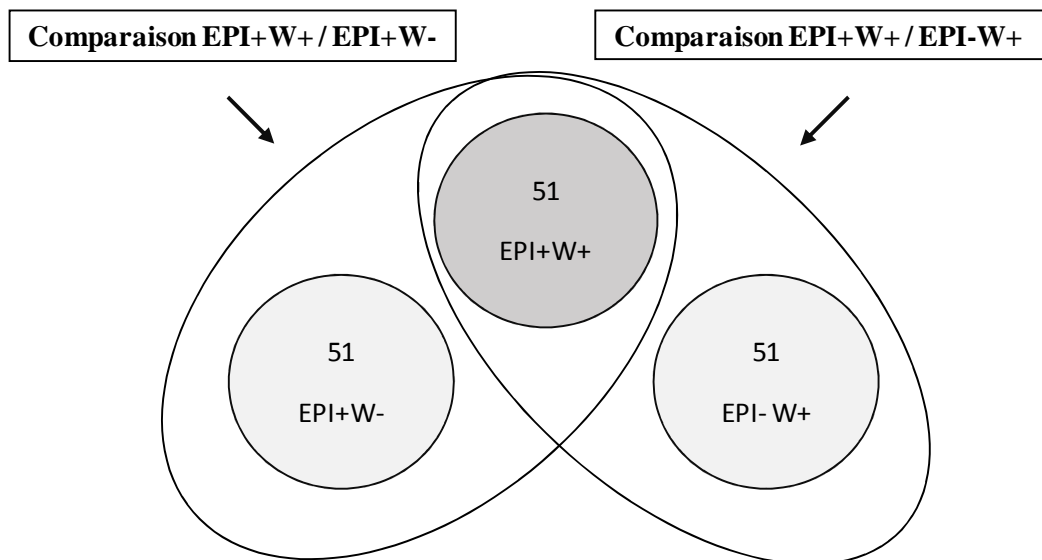 Comparaison EPI+W+ / EPI+W-
Comparaison EPI+W+ / EPI-W+
51
EPI+W+
51
EPI+W-
51
EPI- W+